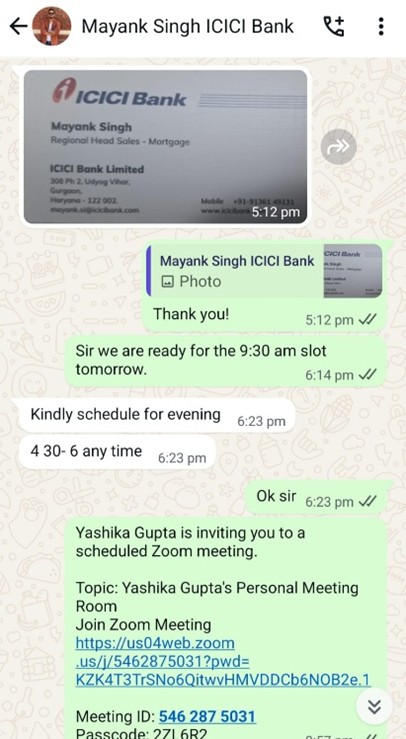 Mayank Singh ICICI Bank
ICICI Bank
Mayank Singh
Regional Head Sales - Mortgage
ICICI Bank Limited
308 Ph 2, Udyog Vihar,
Gurgaon,
Haryana - 122 002.
Mobile +91-91361 49131
mayank.si@icicibank.com
www.icicibank
5:12 pm
Mayank Singh ICICI Bank
Photo
Thank you!
5:12 pm
Sir we are ready for the 9:30 am slot
tomorrow.
6:14 pm
Kindly schedule for evening
6:23 pm
4 30- 6 any time
6:23 pm
Ok sir
6:23 pm
Yashika Gupta is inviting you to a
scheduled Zoom meeting.
Topic: Yashika Gupta's Personal Meeting
Room
Join Zoom Meeting
https://us04web.zoom
.us/j/5462875031?pwd=
KZK4T3TrSNo6QitwvHMVDDCb6NOB2e.1
Meeting ID: 546 287 5031
Passcode: 2ZL6R2